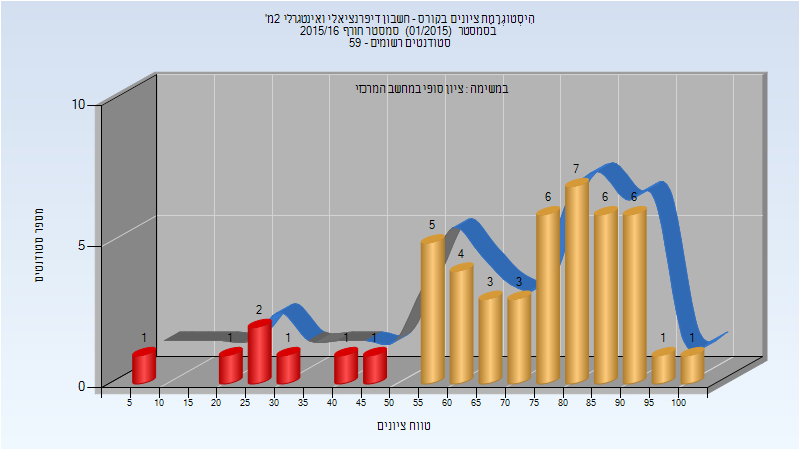 היסטוגרמת ציונים בקורס - חשבון דיפרנציאלי ואינטגרלי 2מ'
בסמסטר (01/2015) סמסטר חורף 2015/16
סטודנטים רשומים - 59
במשימה : ציון סופי במחשב המרכזי
מספר סטודנטים
10
5
0
1
1
2
1
1
1
5
4
3
3
6
7
6
6
1
1
5 10 15 20 25 30 35 40 45 50 55 60 65 70 75 80 85 90 95 100
טווח ציונים